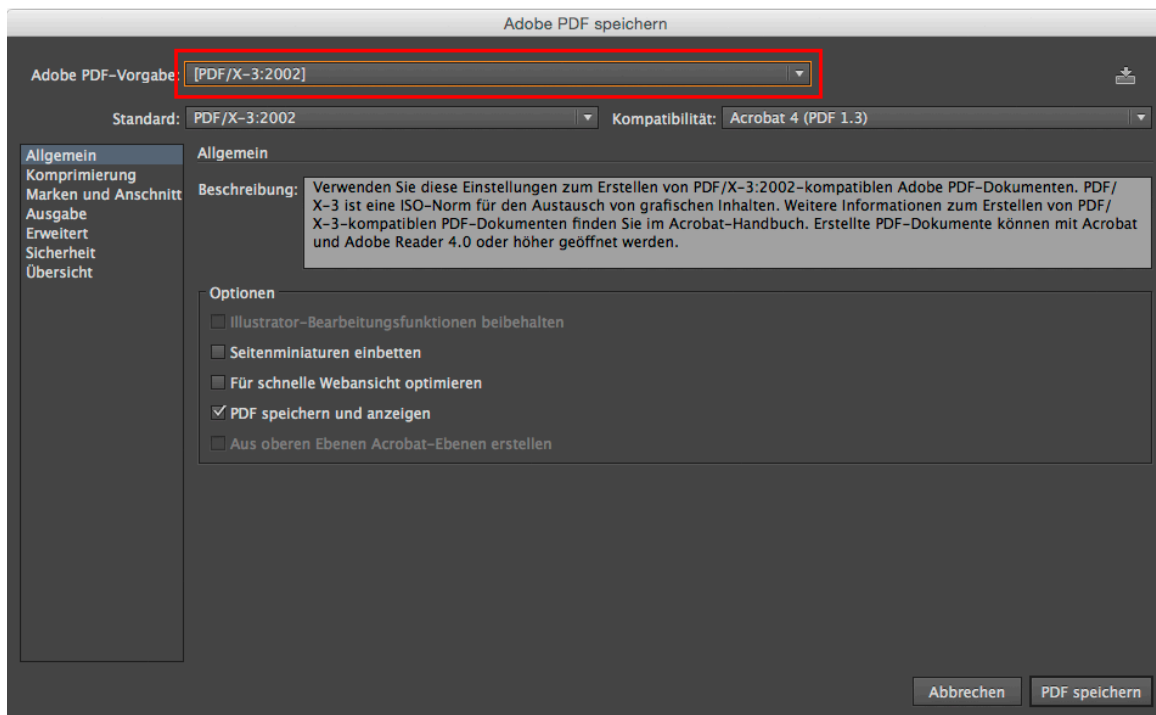 Adobe PDF speichern
Adobe PDF-Vorgabe: [PDF/X-3:2002]
Standard: PDF/X-3:2002 Kompatibilität: Acrobat 4 (PDF 1.3)
Allgemein
Komprimierung
Marken und Anschnitt
Ausgabe
Erweitert
Sicherheit
Übersicht
Allgemein
Beschreibung: Verwenden Sie diese Einstellungen zum Erstellen von PDF/X-3:2002-kompatiblen Adobe PDF-Dokumenten. PDF/
X-3 ist eine ISO-Norm für den Austausch von grafischen Inhalten. Weitere Informationen zum Erstellen von PDF/
X-3-kompatiblen PDF-Dokumenten finden Sie im Acrobat-Handbuch. Erstellte PDF-Dokumente können mit Acrobat
und Adobe Reader 4.0 oder höher geöffnet werden.
Optionen
Illustrator-Bearbeitungsfunktionen beibehalten
Seitenminiaturen einbetten
Für schnelle Webansicht optimieren
PDF speichern und anzeigen
Aus oberen Ebenen Acrobat-Ebenen erstellen
Abbrechen PDF speichern